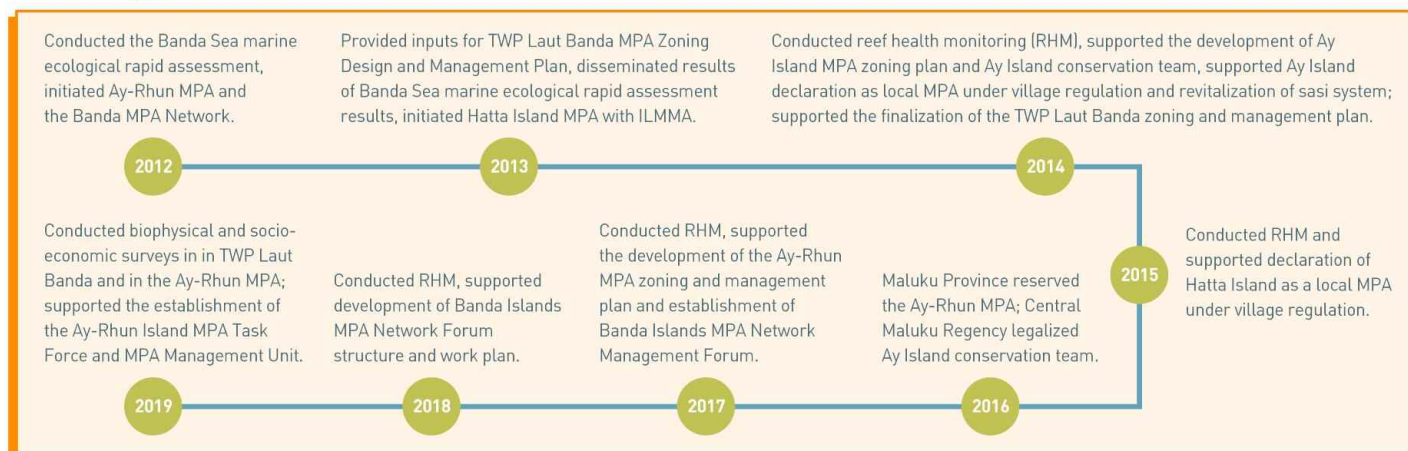 Conducted the Banda Sea marine
ecological rapid assessment,
initiated Ay-Rhun MPA and
the Banda MPA Network.
2012
Provided inputs for TWP Laut Banda MPA Zoning
Design and Management Plan, disseminated results
of Banda Sea marine ecological rapid assessment
results, initiated Hatta Island MPA with ILMMA.
2013
Conducted reef health monitoring (RHM), supported the development of Ay
Island MPA zoning plan and Ay Island conservation team, supported Ay Island
declaration as local MPA under village regulation and revitalization of sasi system;
supported the finalization of the TWP Laut Banda zoning and management plan.
2014
2015
Conducted RHM and
supported declaration of
Hatta Island as a local MPA
under village regulation.
Maluku Province reserved
the Ay-Rhun MPA; Central
Maluku Regency legalized
Ay Island conservation team.
2016
Conducted RHM, supported
the development of the Ay-Rhun
MPA zoning and management
plan and establishment of
Banda Islands MPA Network
Management Forum.
2017
Conducted RHM, supported
development of Banda Islands
MPA Network Forum
structure and work plan.
2018
Conducted biophysical and socio-
economic surveys in in TWP Laut
Banda and in the Ay-Rhun MPA;
supported the establishment of
the Ay-Rhun Island MPA Task
Force and MPA Management Unit.
2019